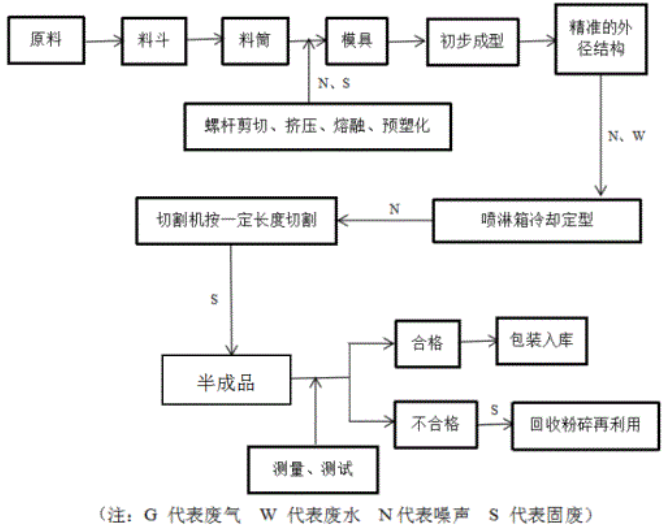 原料
料斗
料筒
模具
初步成型
精准的外
径结构
N、S
螺杆剪切、挤压、熔融、预塑化
N、W
切割机按一定长度切割
N
喷淋箱冷却定型
S
半成品
合格
包装入库
不合格
S
回收粉碎再利用
测量、测试
（注：G 代表废气 W 代表废水 N代表噪声 S 代表固废）